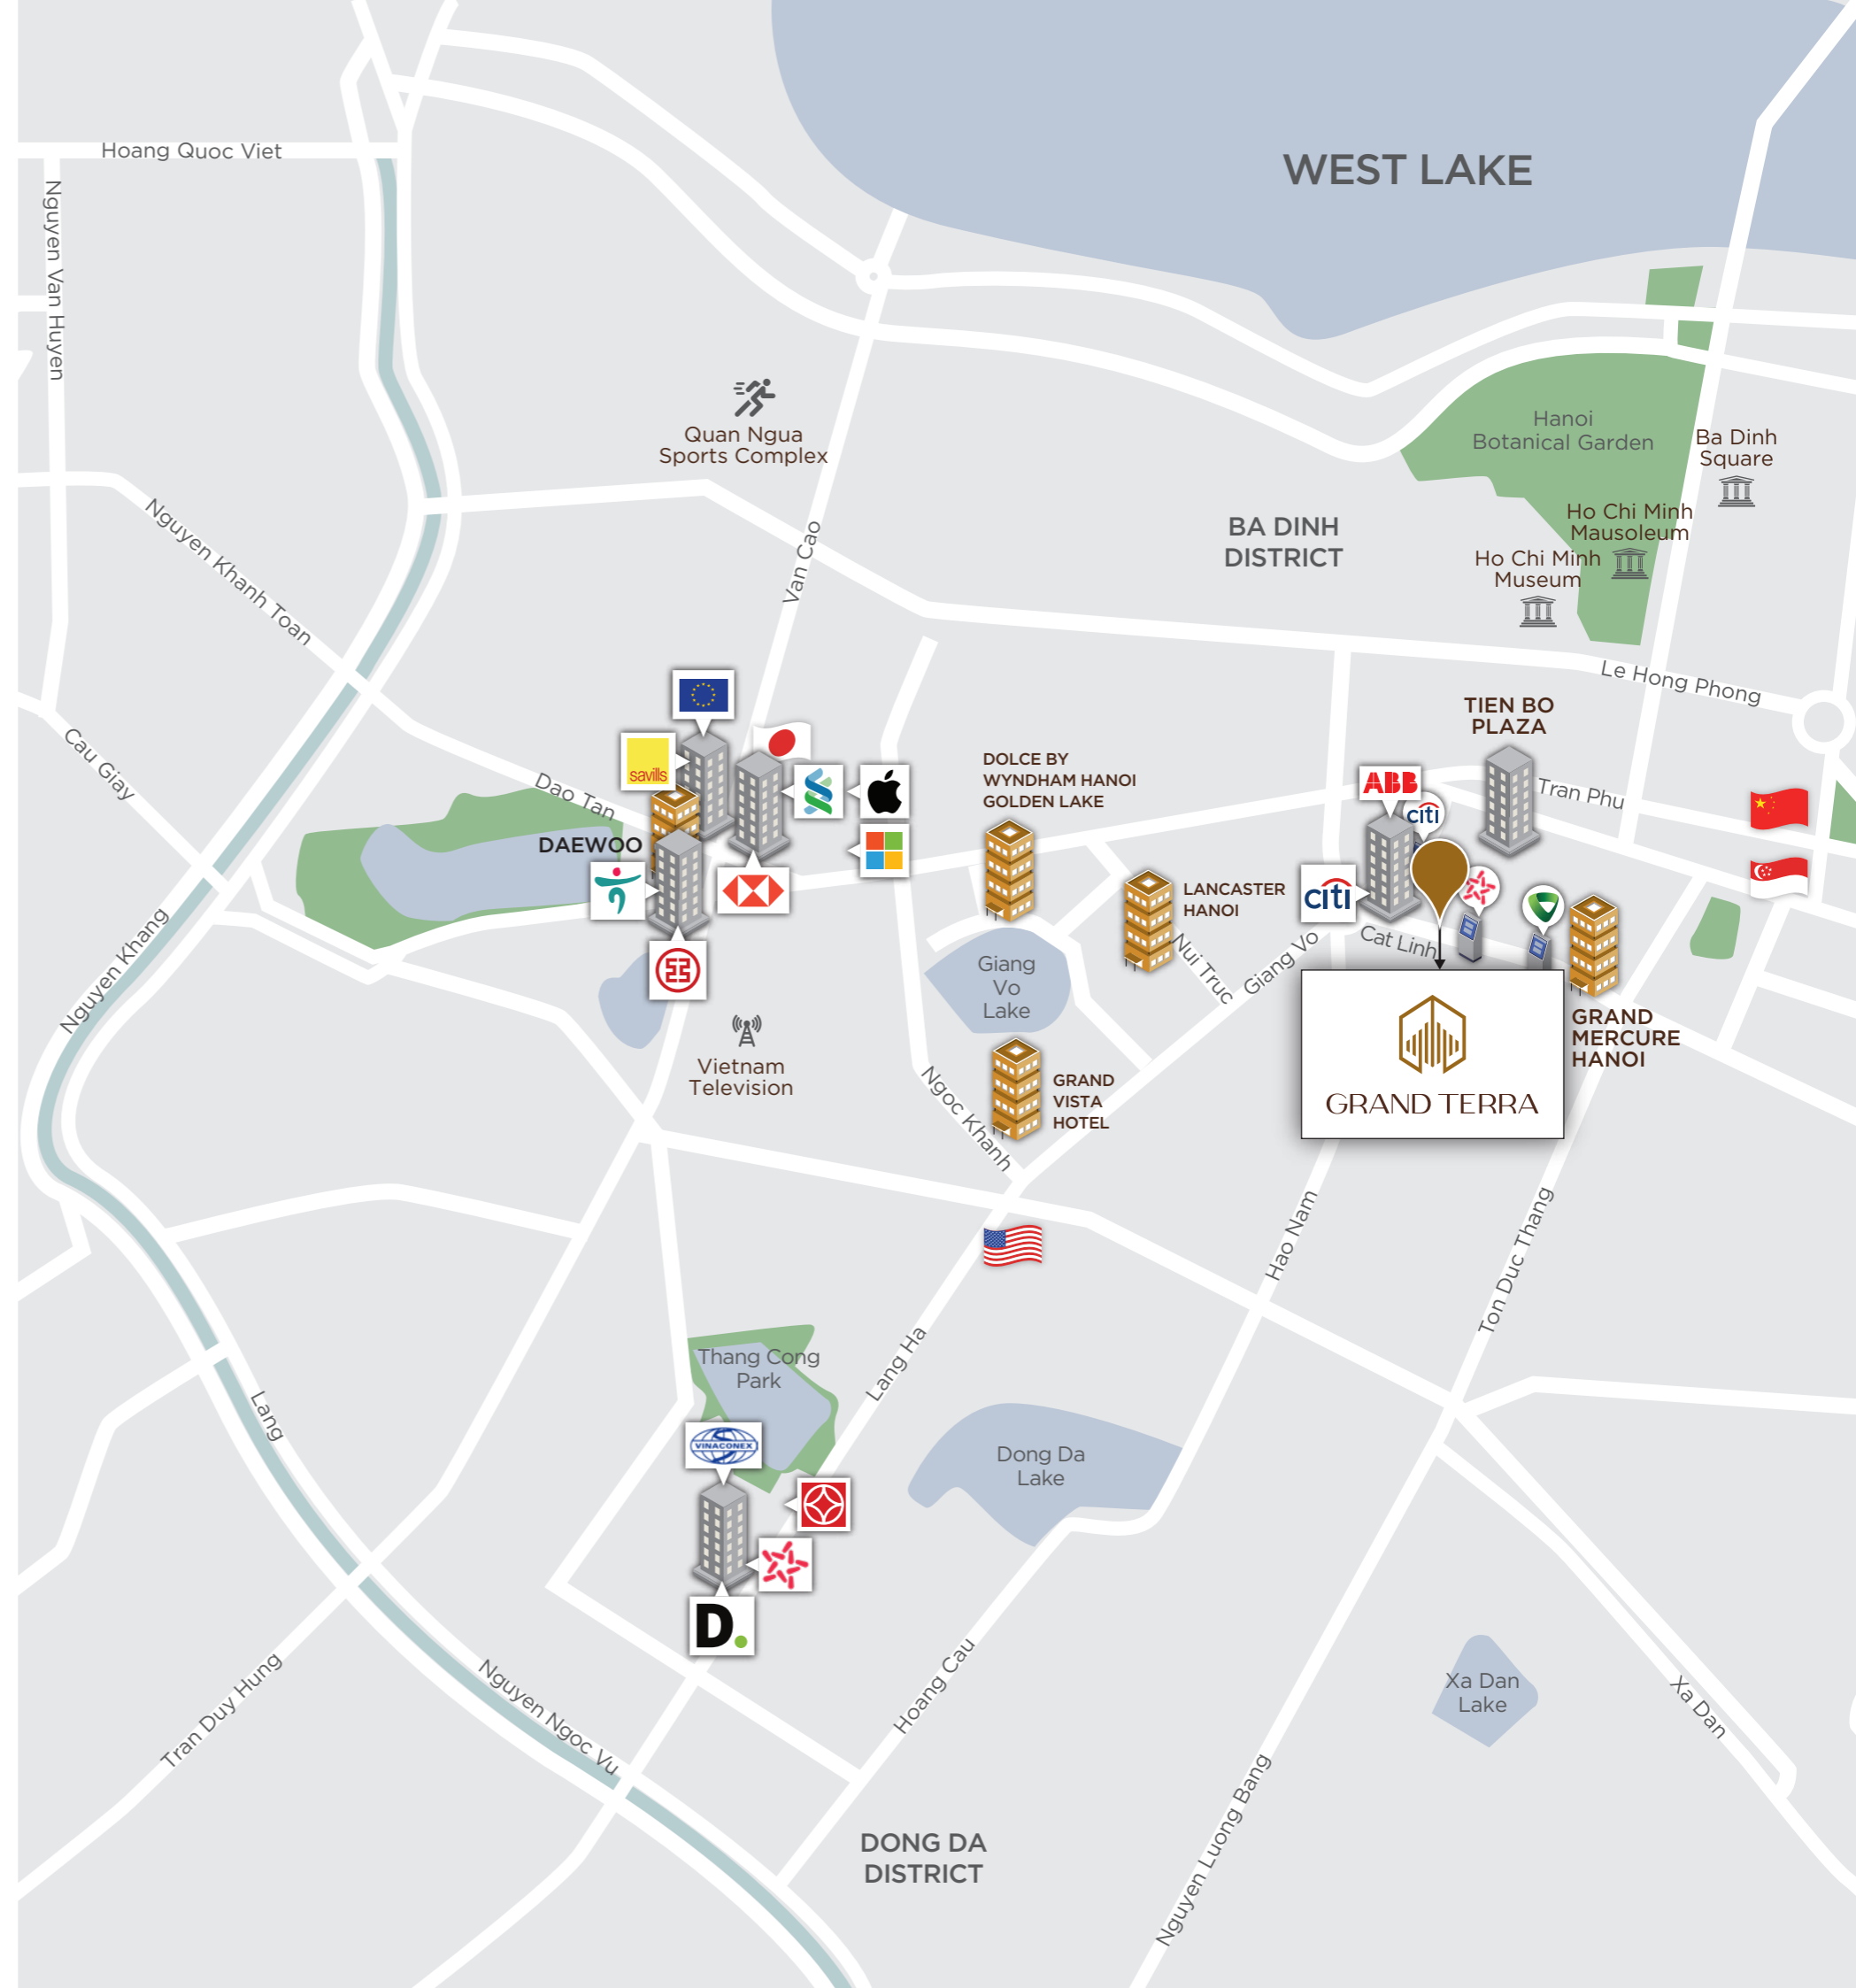 WEST LAKE
Hoang Quoc Viet
Nguyen Van Huyen
Quan Ngua
Sports Complex
Hanoi
Botanical Garden
Ba Dinh
Square
Ho Chi Minh
Mausoleum
Ho Chi Minh
Museum
BA DINH
DISTRICT
Nguyen Khanh Toan
Van Cao
Le Hong Phong
TIEN BO
PLAZA
Cau Giay
Dao Tan
savills
DOLCE BY
WYNDHAM HANOI
GOLDEN LAKE
ABB
citi
Tran Phu
DAEWOO
LANCASTER
HANOI
citi
Cat Linh
Nui Truc
Giang Vo
Giang
Vo
Lake
Nguyen Khang
Vietnam
Television
GRAND
MERCURE
HANOI
GRAND TERRA
Ngoc Khanh
GRAND
VISTA
HOTEL
Hao Nam
Ton Duc Thang
Thang Cong
Park
Lang Ha
Lang
VINACONEX
Dong Da
Lake
D.
Tran Duy Hung
Nguyen Ngoc Vu
Hoang Cau
Xa Dan
Lake
Xa Dan
DONG DA
DISTRICT
Nguyen Luong Bang